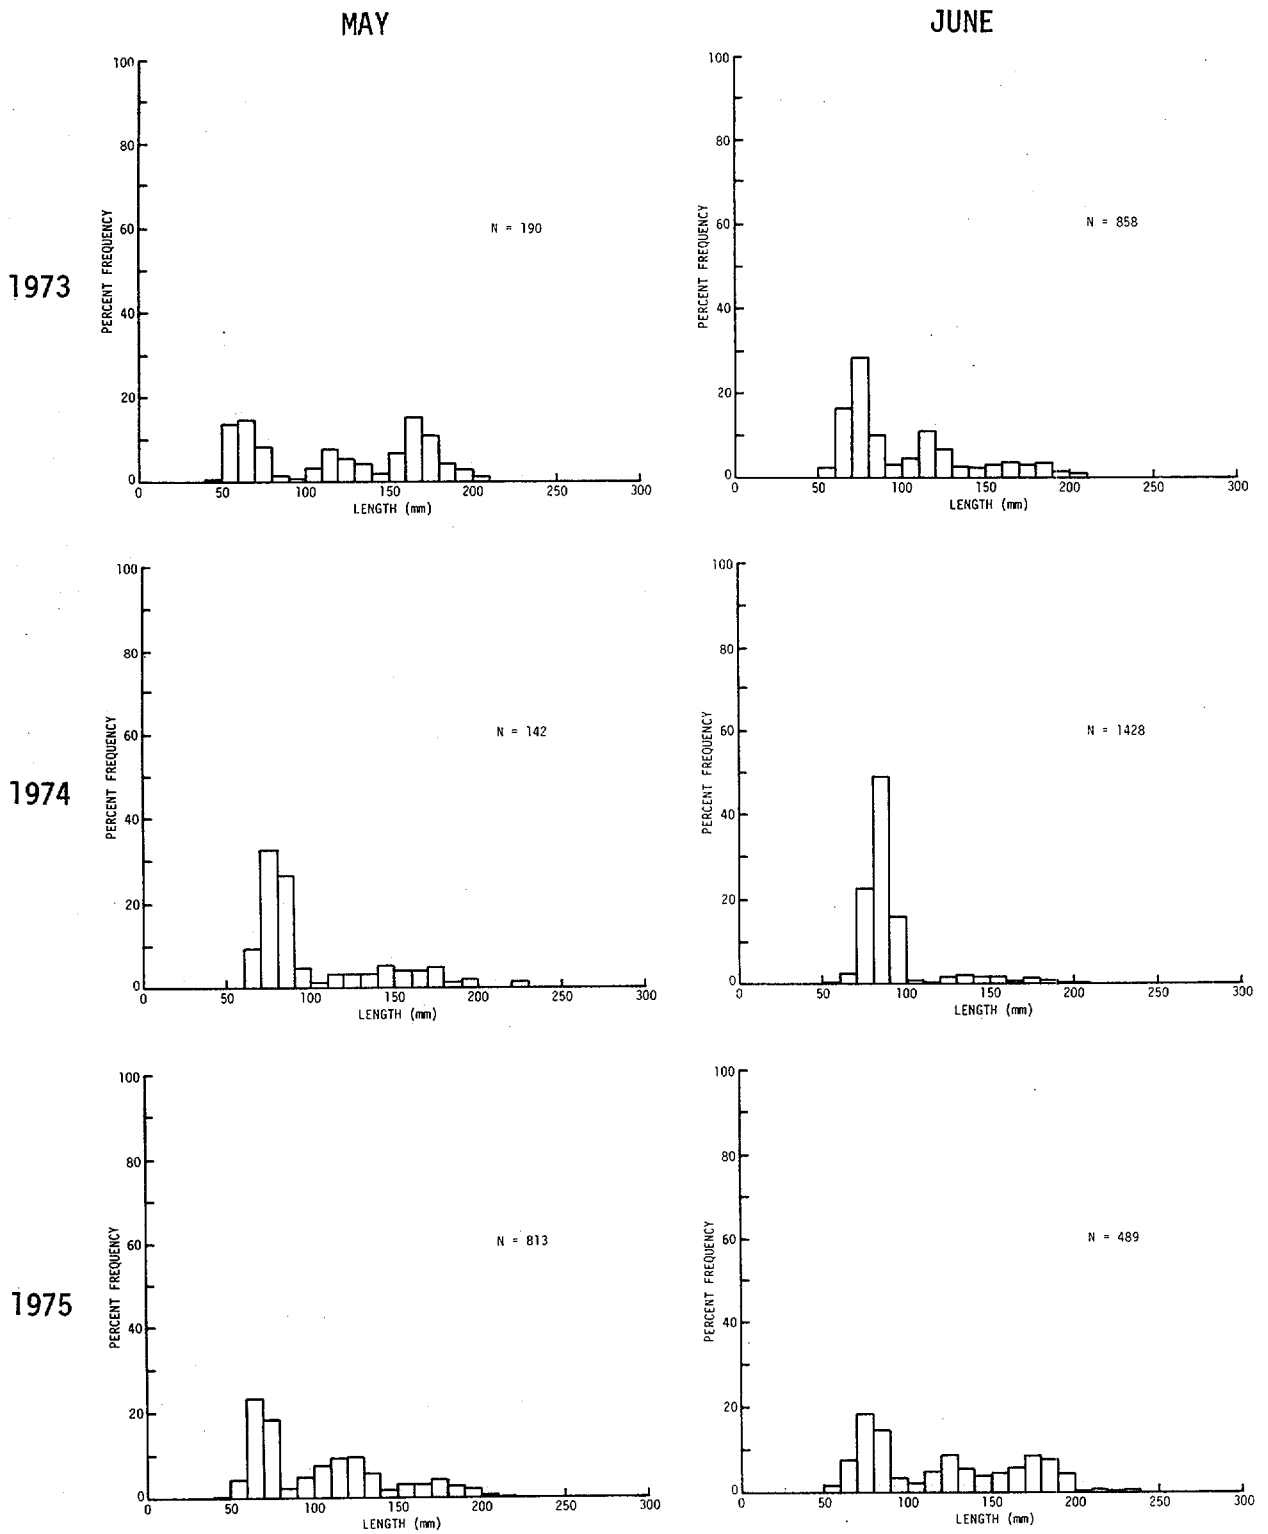 MAY
JUNE
1973
PERCENT FREQUENCY
100
80
60
40
20
0
N = 190
0 50 100 150 200 250 300
LENGTH (mm)
PERCENT FREQUENCY
100
80
60
40
20
0
N = 858
0 50 100 150 200 250 300
LENGTH (mm)
1974
PERCENT FREQUENCY
100
80
60
40
20
0
N = 142
0 50 100 150 200 250 300
LENGTH (mm)
PERCENT FREQUENCY
100
80
60
40
20
0
N = 1428
0 50 100 150 200 250 300
LENGTH (mm)
1975
PERCENT FREQUENCY
100
80
60
40
20
0
N = 813
0 50 100 150 200 250 300
LENGTH (mm)
PERCENT FREQUENCY
100
80
60
40
20
0
N = 489
0 50 100 150 200 250 300
LENGTH (mm)